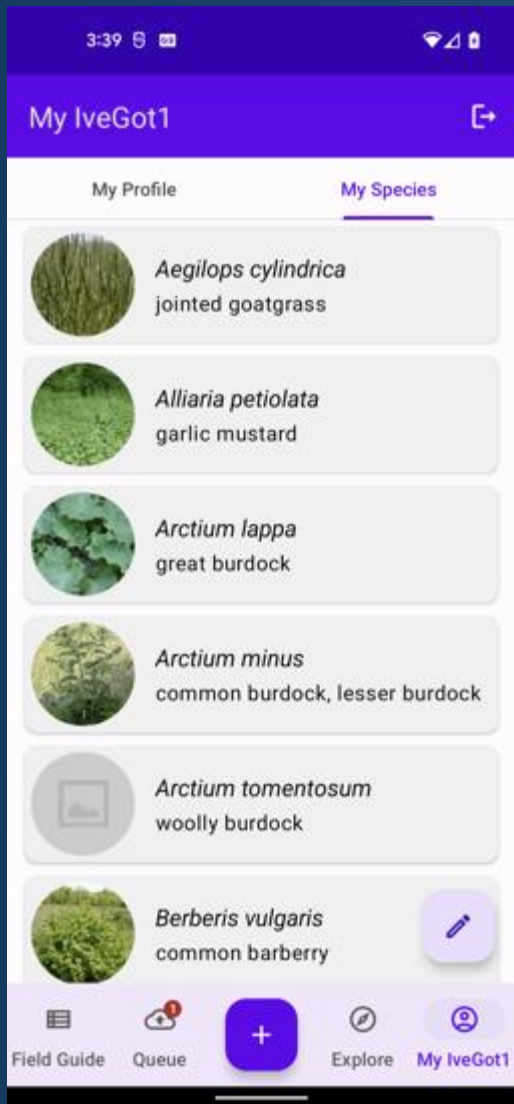 3:39
My IveGot1
My Profile My Species
Aegilops cylindrica
jointed goatgrass
Alliaria petiolata
garlic mustard
Arctium lappa
great burdock
Arctium minus
common burdock, lesser burdock
Arctium tomentosum
woolly burdock
Berberis vulgaris
common barberry
1
Field Guide Queue + Explore My IveGot1